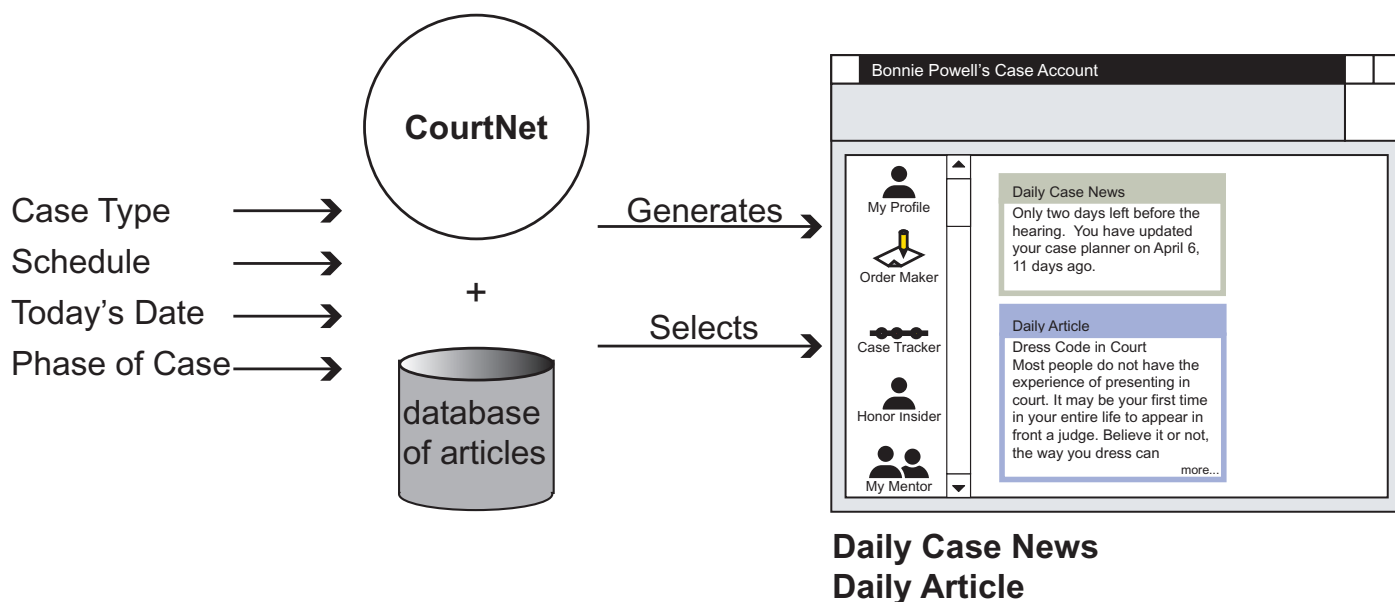 Case Type
Schedule
Today's Date
Phase of Case
CourtNet
+
database
of articles
Generates
Selects
Bonnie Powell's Case Account
My Profile
Order Maker
Case Tracker
Honor Insider
My Mentor
Daily Case News
Only two days left before the
hearing.  You have updated
your case planner on April 6,
11 days ago.
Daily Article
Dress Code in Court
Most people do not have the
experience of presenting in
court. It may be your first time
in your entire life to appear in
front a judge. Believe it or not,
the way you dress can
more...
Daily Case News
Daily Article